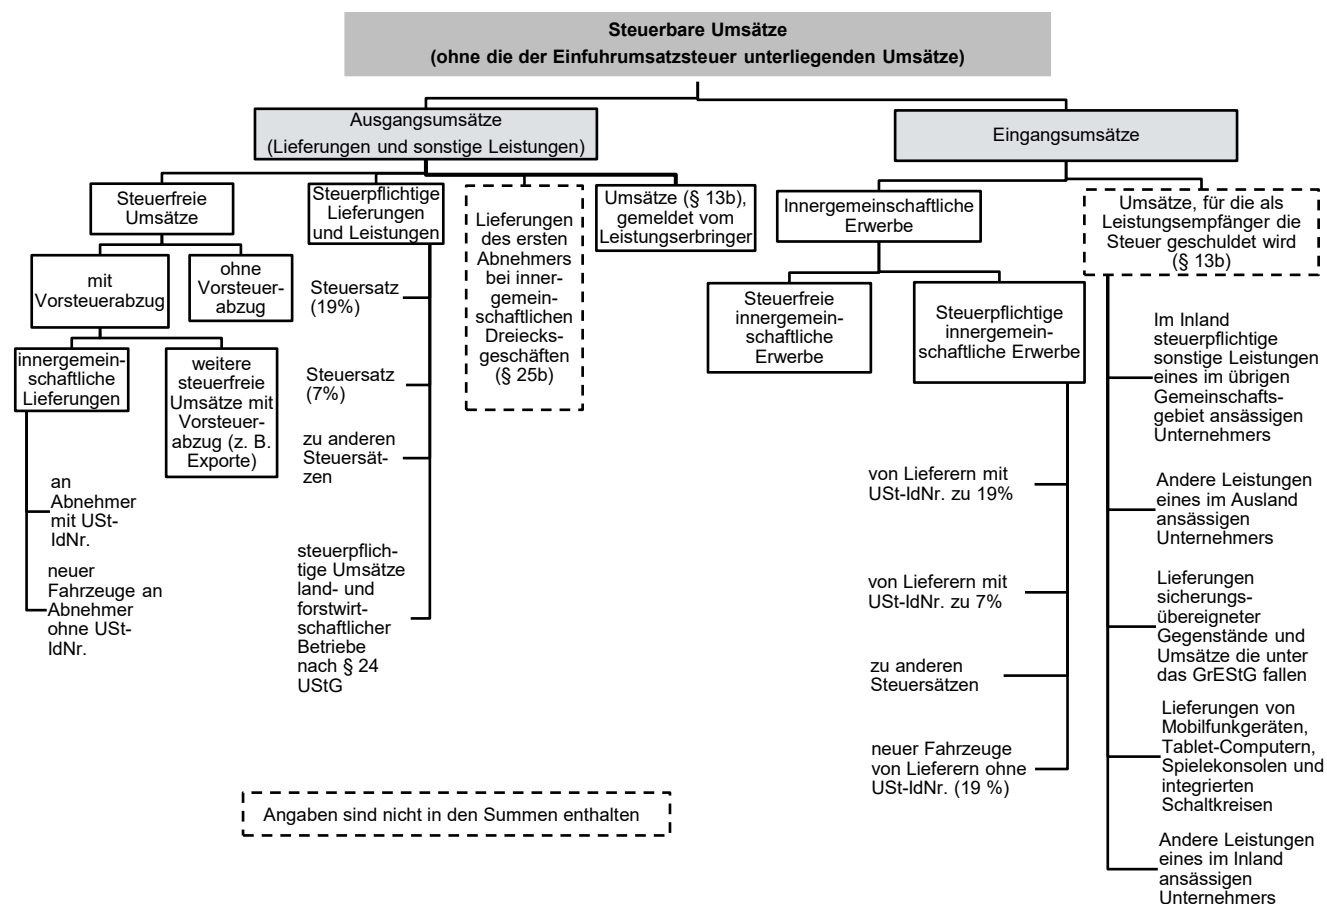 Steuerbare Umsätze
(ohne die der Einfuhrumsatzsteuer unterliegenden Umsätze)
Ausgangsumsätze
(Lieferungen und sonstige Leistungen)
Eingangsumsätze
Steuerfreie
Umsätze
Steuerpflichtige
Lieferungen
und Leistungen
Lieferungen
des ersten
Abnehmers
bei inner-
gemein-
schaftlichen
Dreiecks-
geschäften
(§ 25b)
Umsätze (§ 13b),
gemeldet vom
Leistungserbringer
Innergemeinschaftliche
Erwerbe
Umsätze, für die als
Leistungsempfänger die
Steuer geschuldet wird
(§ 13b)
mit
Vorsteuerabzug
ohne
Vorsteuer-
abzug
innergemein-
schaftliche
Lieferungen
weitere
steuerfreie
Umsätze mit
Vorsteuer-
abzug (z. B.
Exporte)
an
Abnehmer
mit USt-
IdNr.
neuer
Fahrzeuge an
Abnehmer
ohne USt-
IdNr.
Steuersatz
(19%)
Steuersatz
(7%)
zu anderen
Steuersät-
zen
steuerpflich-
tige Umsätze
land- und
forstwirt-
schaftlicher
Betriebe
nach § 24
UStG
Steuerfreie
innergemein-
schaftliche
Erwerbe
Steuerpflichtige
innergemein-
schaftliche Erwerbe
von Lieferern mit
USt-IdNr. zu 19%
von Lieferern mit
USt-IdNr. zu 7%
zu anderen
Steuersätzen
neuer Fahrzeuge
von Lieferern ohne
USt-IdNr. (19 %)
Im Inland
steuerpflichtige
sonstige Leistungen
eines im übrigen
Gemeinschafts-
gebiet ansässigen
Unternehmers
Andere Leistungen
eines im Ausland
ansässigen
Unternehmers
Lieferungen
sicherungs-
übereigneter
Gegenstände und
Umsätze die unter
das GrEStG fallen
Lieferungen von
Mobilfunkgeräten,
Tablet-Computern,
Spielekonsolen und
integrierten
Schaltkreisen
Andere Leistungen
eines im Inland
ansässigen
Unternehmers
Angaben sind nicht in den Summen enthalten